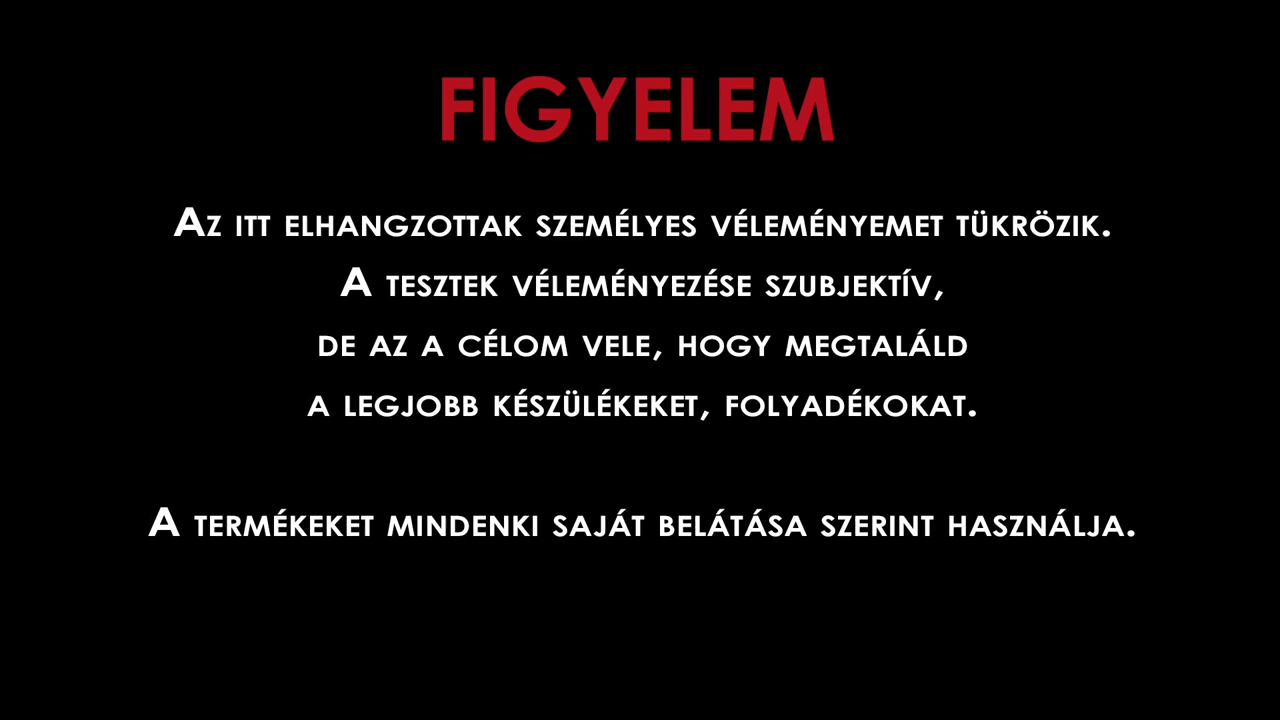 FIGYELEM
Az itt elhangzottak személyes véleményemet tükrözik.
A tesztek véleményezése szubjektív,
de az a célom vele, hogy megtaláld
a legjobb készülékeket, folyadékokat.
A termékeket mindenki saját belátása szerint használja.